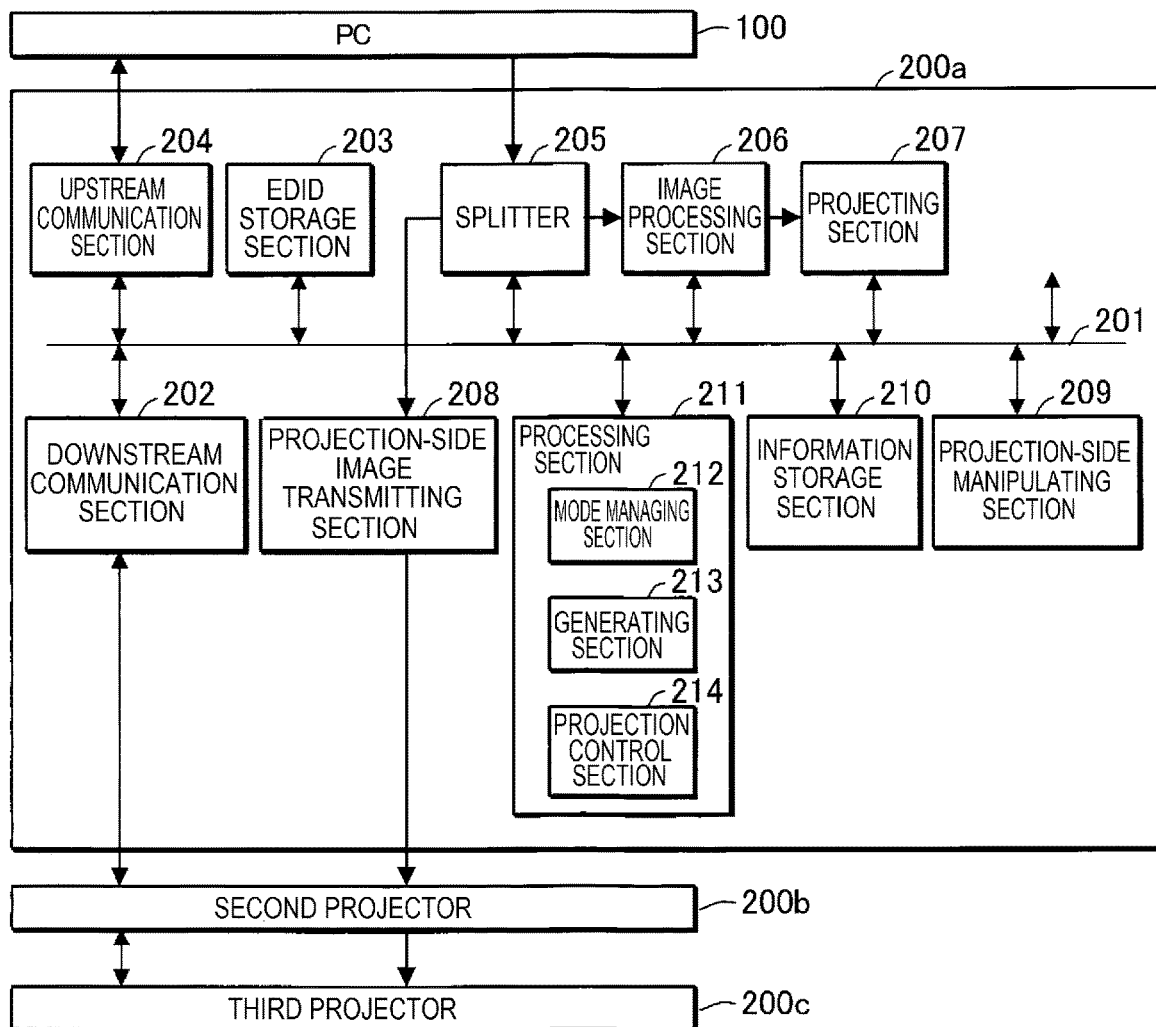 PC
100
200a
204
203
205
206
207
UPSTREAM
COMMUNICATION
SECTION
EDID
STORAGE
SECTION
SPLITTER
IMAGE
PROCESSING
SECTION
PROJECTING
SECTION
201
202
208
211
210
209
DOWNSTREAM
COMMUNICATION
SECTION
PROJECTION-SIDE
IMAGE
TRANSMITTING
SECTION
PROCESSING
SECTION
212
MODE MANAGING
SECTION
213
GENERATING
SECTION
214
PROJECTION
CONTROL
SECTION
INFORMATION
STORAGE
SECTION
PROJECTION-SIDE
MANIPULATING
SECTION
SECOND PROJECTOR
200b
THIRD PROJECTOR
200c